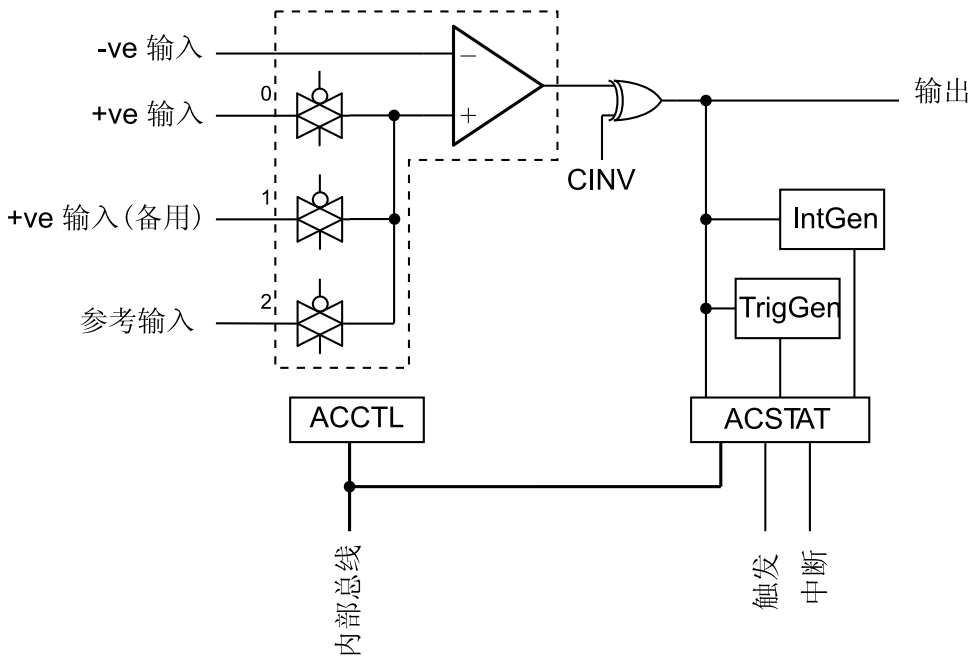 -ve 输入
0
+ve 输入
1
+ve 输入(备用)
2
参考输入
−
+
CINV
输出
IntGen
TrigGen
ACCTL
ACSTAT
内部总线
触发
中断